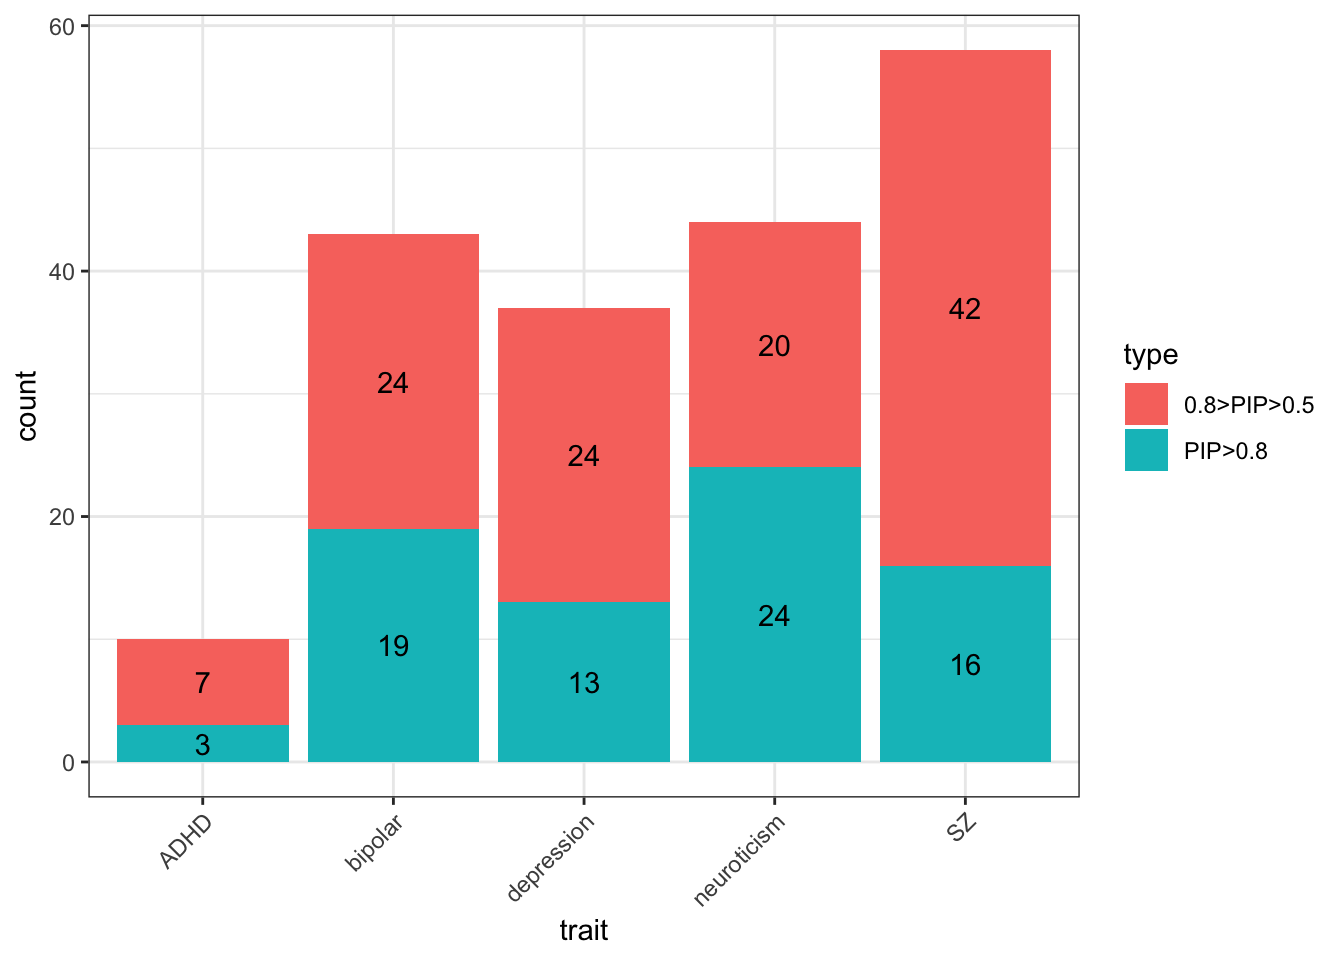 60
40
20
0
count
24
19
7
3
24
13
20
24
42
16
ADHD
bipolar
depression
neuroticism
SZ
trait
type
0.8>PIP>0.5
PIP>0.8